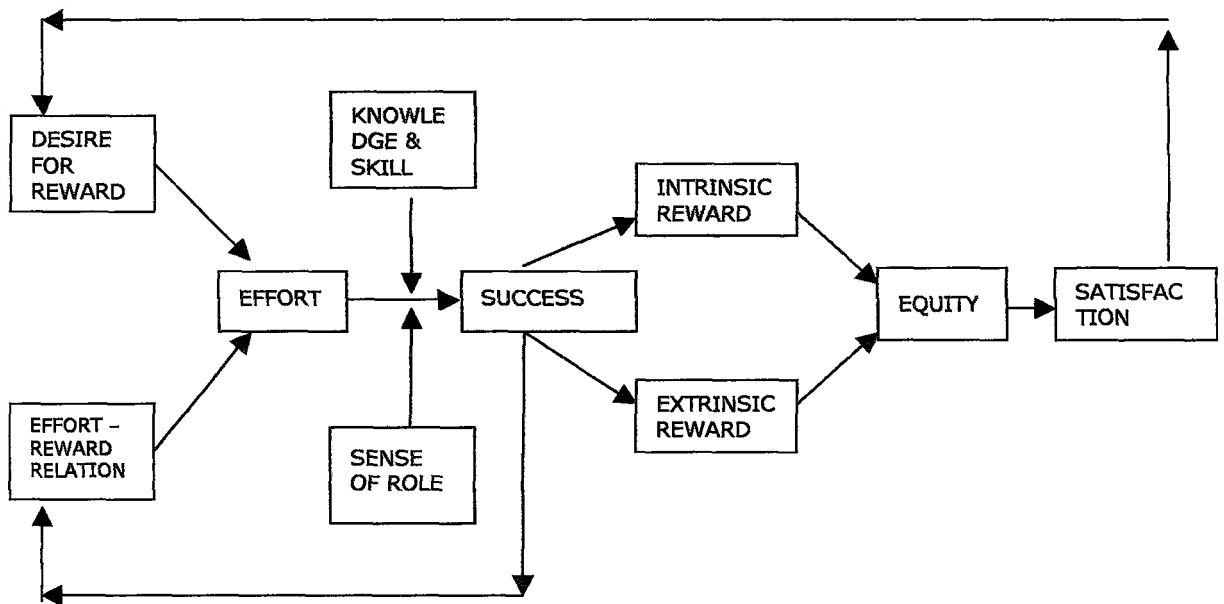 DESIRE
FOR
REWARD
KNOWLE
DGE &
SKILL
INTRINSIC
REWARD
EFFORT
SUCCESS
EQUITY
SATISFAC
TION
EFFORT –
REWARD
RELATION
SENSE
OF ROLE
EXTRINSIC
REWARD